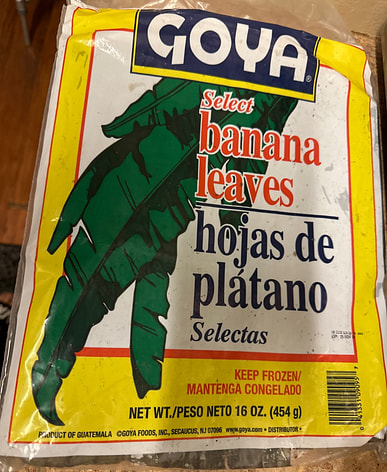 GOYA®
Select
banana
leaves
hojas de
plátano
Selectas
KEEP FROZEN/
MANTENGA CONGELADO
NET WT./PESO NETO 16 OZ. (454 g)
PRODUCT OF GUATEMALA ©GOYA FOODS, INC., SECAUCUS, NJ 07096 www.goya.com • DISTRIBUTOR •